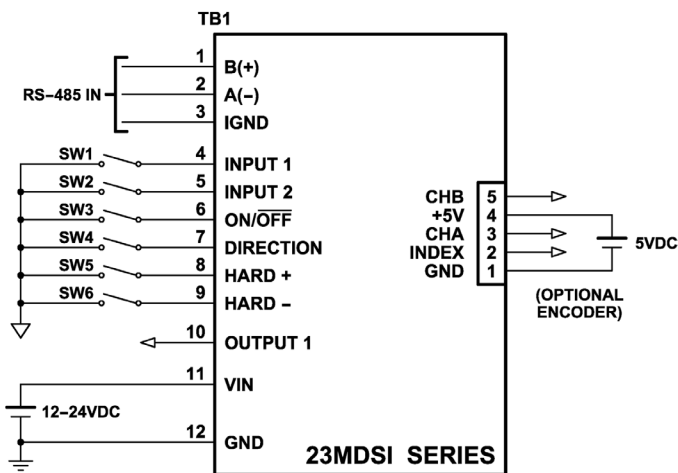 TB1
1 B(+)
2 A(−)
RS−485 IN
3 IGND
SW1 4 INPUT 1
SW2 5 INPUT 2
SW3 6 ON/OFF
SW4 7 DIRECTION
SW5 8 HARD +
SW6 9 HARD −
10 OUTPUT 1
11 VIN
12−24VDC
12 GND
CHB 5
+5V 4
CHA 3
INDEX 2
GND 1
5VDC
(OPTIONAL
ENCODER)
23MDSI SERIES